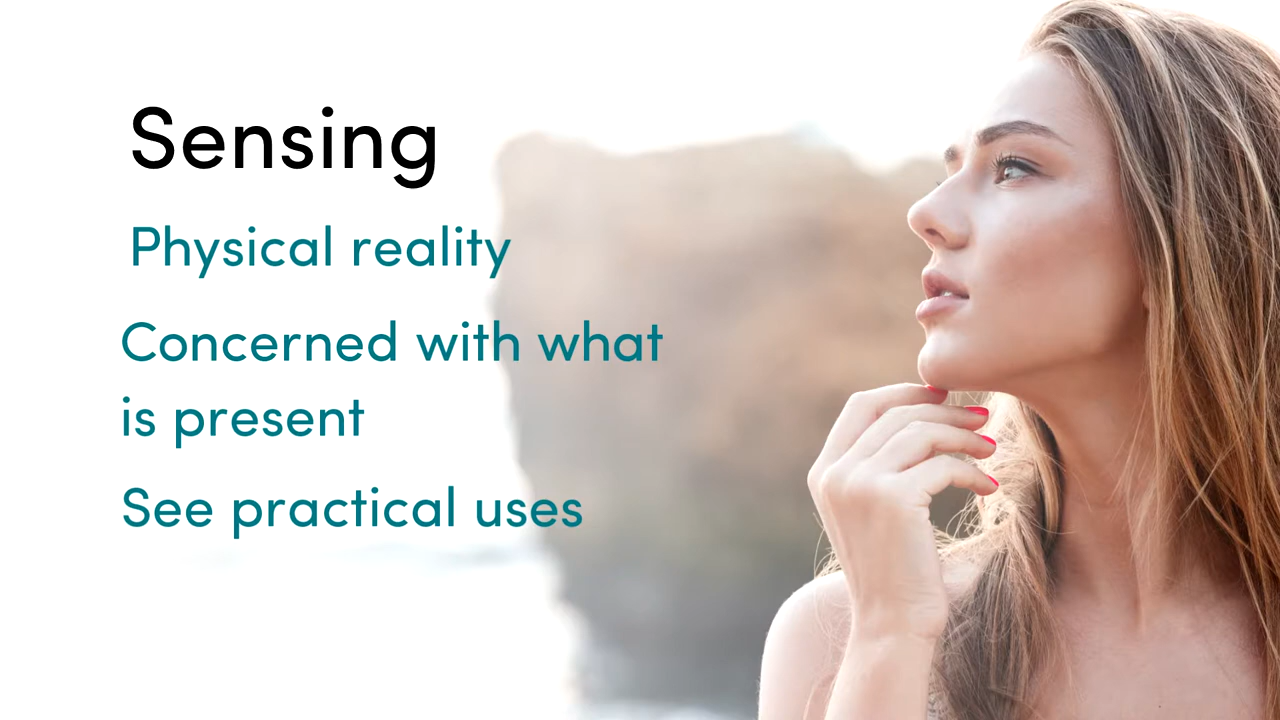 Sensing
Physical reality
Concerned with what
is present
See practical uses